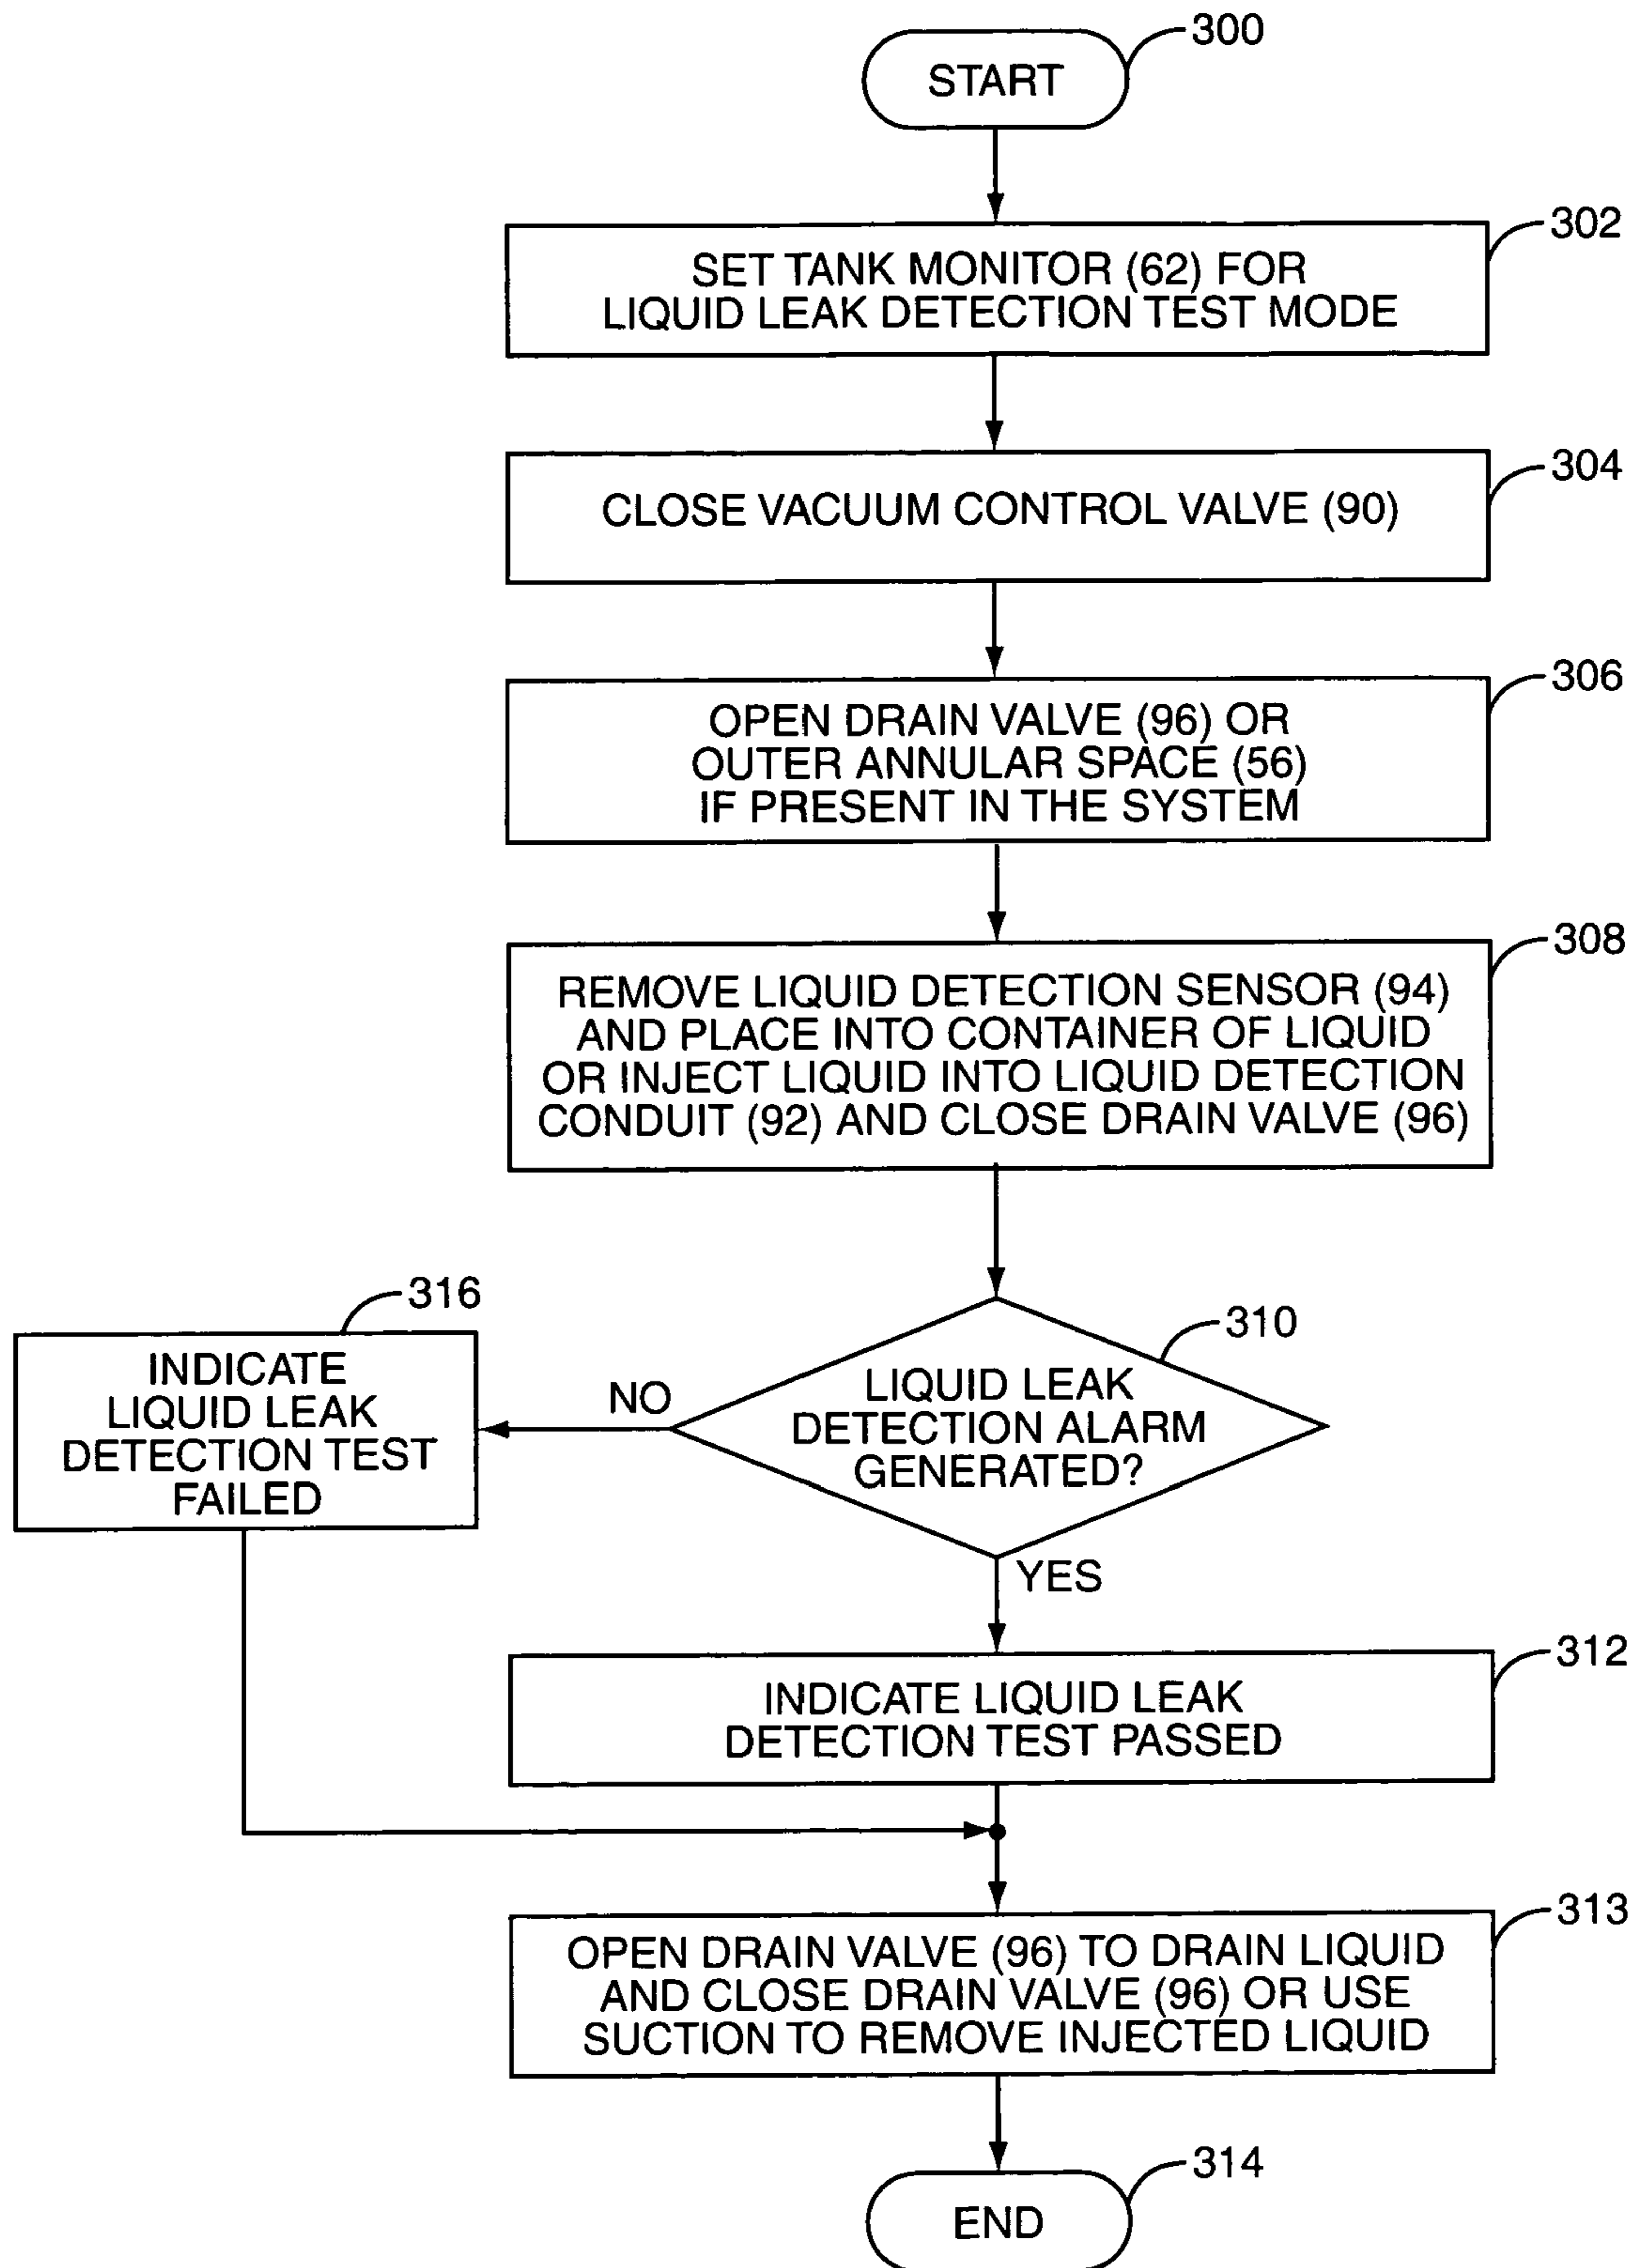 300
START
302
SET TANK MONITOR (62) FOR
LIQUID LEAK DETECTION TEST MODE
304
CLOSE VACUUM CONTROL VALVE (90)
306
OPEN DRAIN VALVE (96) OR
OUTER ANNULAR SPACE (56)
IF PRESENT IN THE SYSTEM
308
REMOVE LIQUID DETECTION SENSOR (94)
AND PLACE INTO CONTAINER OF LIQUID
OR INJECT LIQUID INTO LIQUID DETECTION
CONDUIT (92) AND CLOSE DRAIN VALVE (96)
316
INDICATE
LIQUID LEAK
DETECTION TEST
FAILED
NO
310
LIQUID LEAK
DETECTION ALARM
GENERATED?
YES
312
INDICATE LIQUID LEAK
DETECTION TEST PASSED
313
OPEN DRAIN VALVE (96) TO DRAIN LIQUID
AND CLOSE DRAIN VALVE (96) OR USE
SUCTION TO REMOVE INJECTED LIQUID
314
END